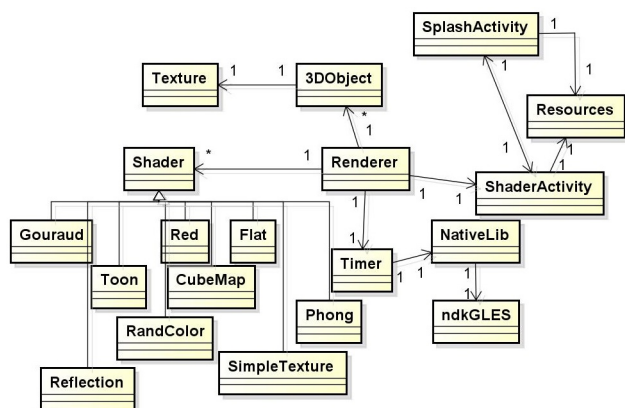 SplashActivity
1
1
1
Texture
1
1
3DObject
Resources
*
1
1
1
1
Shader
*
1
Renderer
1
1
ShaderActivity
1
Gouraud
Red
Flat
NativeLib
1
Timer
1
1
Toon
CubeMap
1
1
RandColor
Phong
ndkGLES
SimpleTexture
Reflection